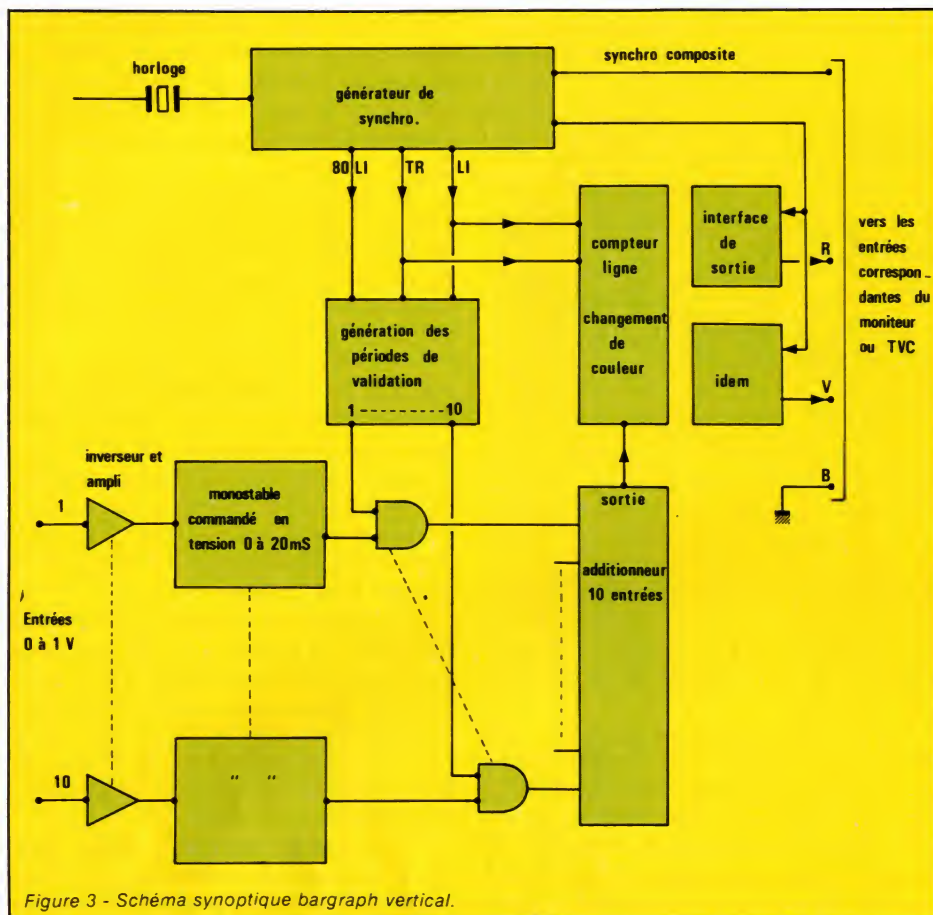 horloge
générateur de
synchro.
synchro composite
80 LI
TR
LI
compteur
ligne
changement
de
couleur
interface
de
sortie
R
vers les
entrées
correspon_
dantes du
moniteur
ou TVC
génération des
périodes de
validation
1 ---------- 10
idem
V
inverseur et
ampli
1
monostable
commandé en
tension 0 à 20mS
B
sortie
additionneur
10 entrées
Entrées
0 à 1 V
10
" "
Figure 3 - Schéma synoptique bargraph vertical.